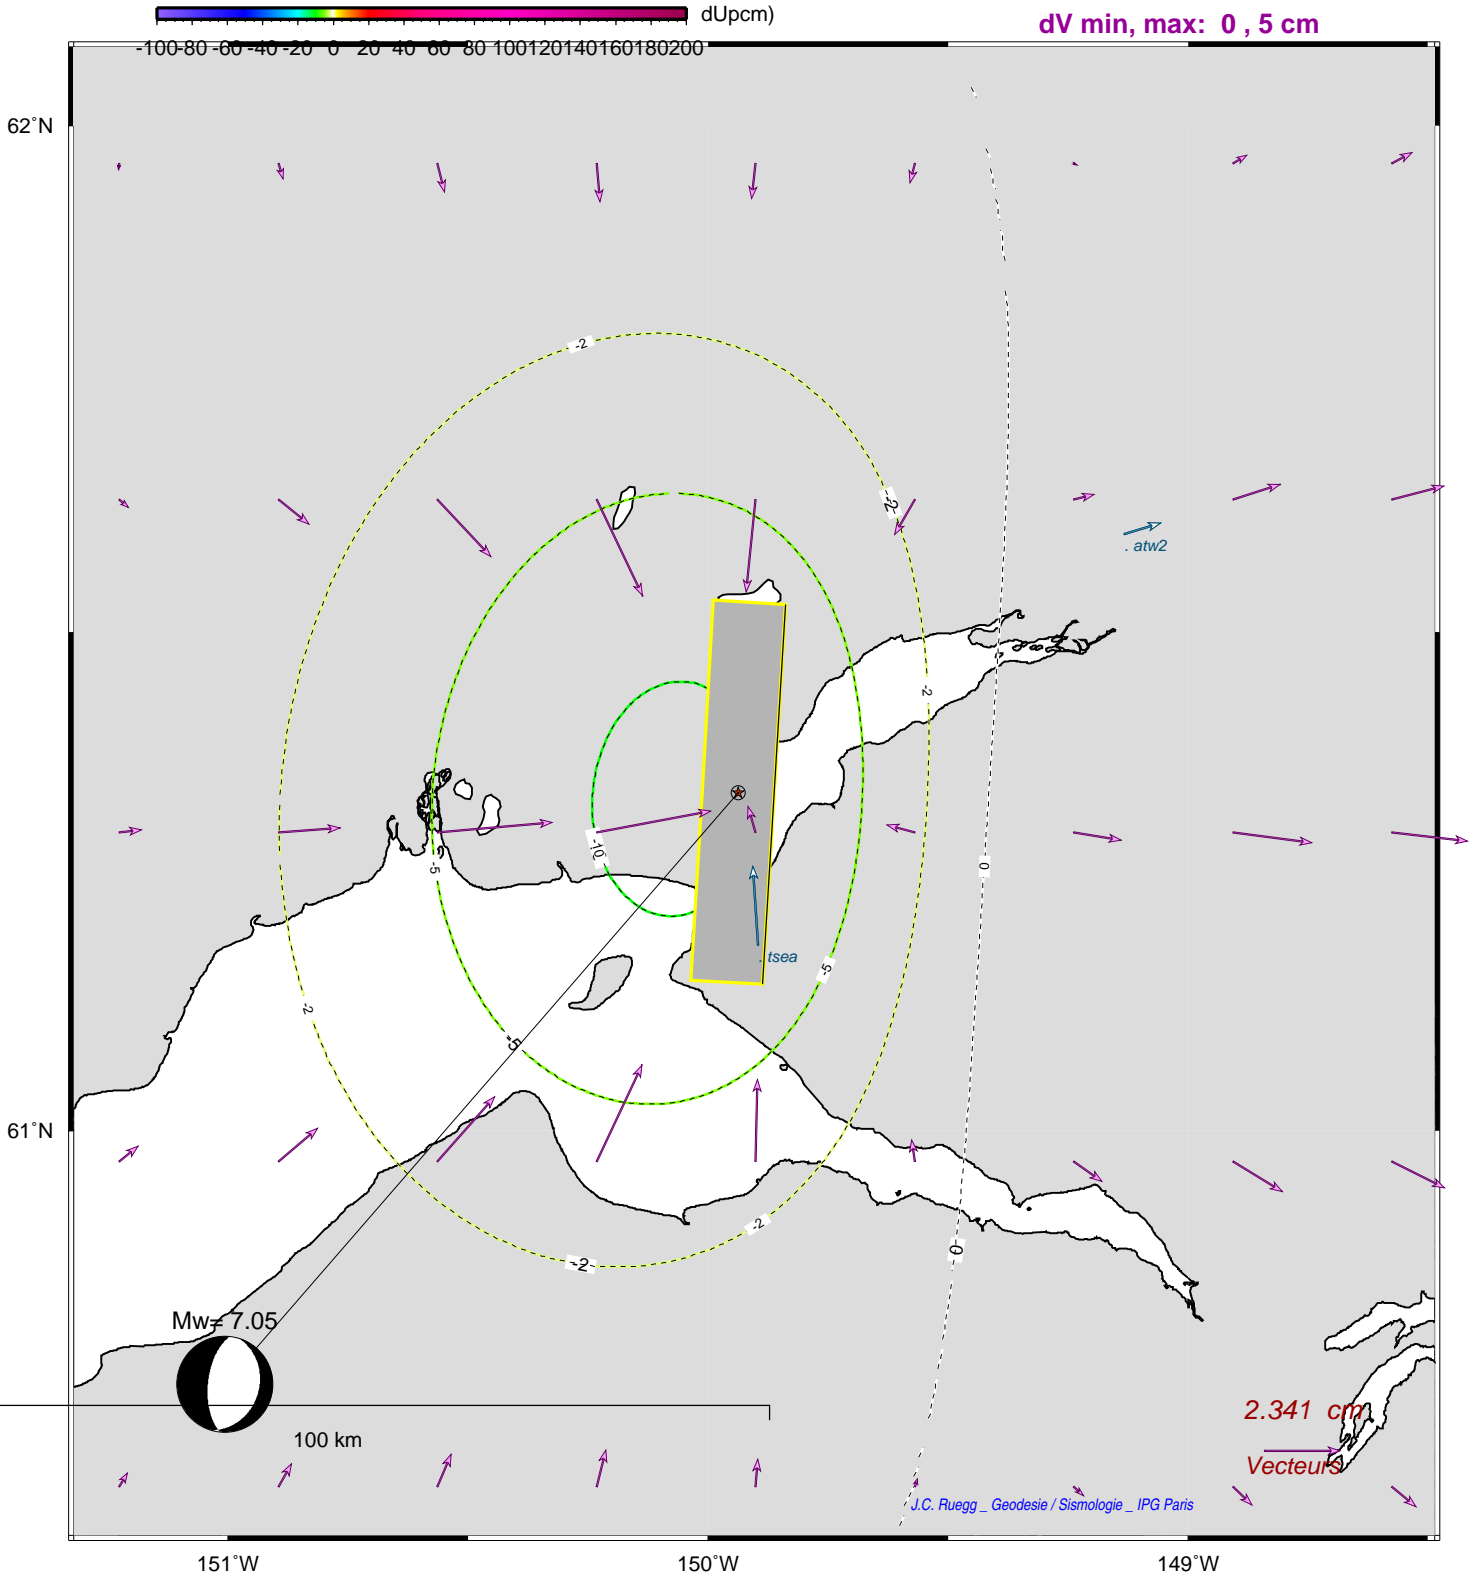 dUpcm)
dV min, max: 0 , 5 cm
-100-80 -60 -40 -20 0 20 40 60 80 100120140160180200
62°N
-2
-2
. atw2
-2
-10
-5
0
. tsea
-5
-2
-5
61°N
-2
0
-2
Mw= 7.05
2.341 cm
100 km
Vecteurs
J.C. Ruegg _ Geodesie / Sismologie _ IPG Paris
151°W 150°W 149°W